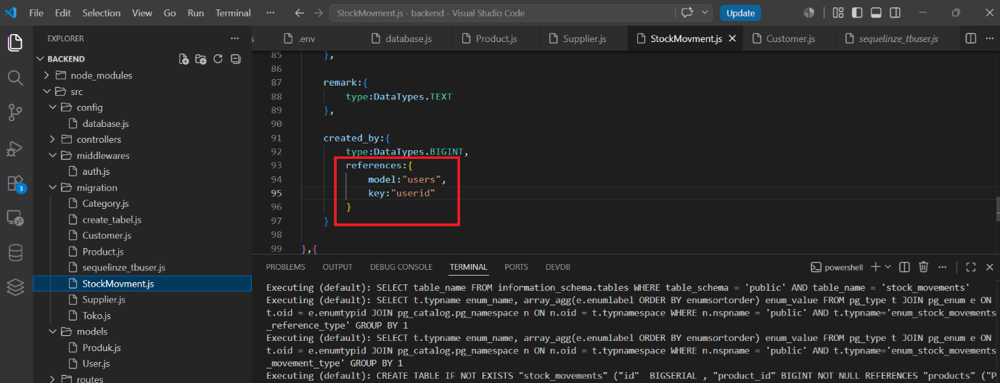 File Edit Selection View Go Run Terminal ··· StockMovment.js - backend - Visual Studio Code Update
EXPLORER ···
BACKEND
node_modules
src
config
database.js
controllers
middlewares
auth.js
migration
Category.js
create_tabel.js
Customer.js
Product.js
sequelinze_tbuser.js
StockMovment.js
Supplier.js
Toko.js
models
Produk.js
User.js
routes
3
s .env database.js Product.js Supplier.js StockMovment.js Customer.js sequelinze_tbuser.js ···
85 },
86
87 remark:{
88 type:DataTypes.TEXT
89 },
90
91 created_by:{
92 type:DataTypes.BIGINT,
93 references:{
94 model:"users",
95 key:"userid"
96 }
97 }
98
99 },{
PROBLEMS OUTPUT DEBUG CONSOLE TERMINAL PORTS DEVDB powershell ···
Executing (default): SELECT table_name FROM information_schema.tables WHERE table_schema = 'public' AND table_name = 'stock_movements'
Executing (default): SELECT t.typname enum_name, array_agg(e.enumlabel ORDER BY enumsortorder) enum_value FROM pg_type t JOIN pg_enum e ON
t.oid = e.enumtypid JOIN pg_catalog.pg_namespace n ON n.oid = t.typnamespace WHERE n.nspname = 'public' AND t.typname='enum_stock_movements
_reference_type' GROUP BY 1
Executing (default): SELECT t.typname enum_name, array_agg(e.enumlabel ORDER BY enumsortorder) enum_value FROM pg_type t JOIN pg_enum e ON
t.oid = e.enumtypid JOIN pg_catalog.pg_namespace n ON n.oid = t.typnamespace WHERE n.nspname = 'public' AND t.typname='enum_stock_movements
_movement_type' GROUP BY 1
Executing (default): CREATE TABLE IF NOT EXISTS "stock_movements" ("id" BIGSERIAL , "product_id" BIGINT NOT NULL REFERENCES "products" ("P